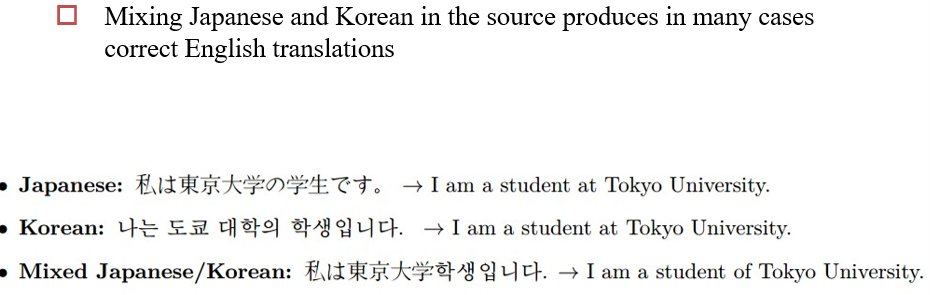 Mixing Japanese and Korean in the source produces in many cases
correct English translations
• Japanese: 私は東京大学の学生です。 → I am a student at Tokyo University.
• Korean: 나는 도쿄 대학의 학생입니다. → I am a student at Tokyo University.
• Mixed Japanese/Korean: 私は東京大学학생입니다. → I am a student of Tokyo University.